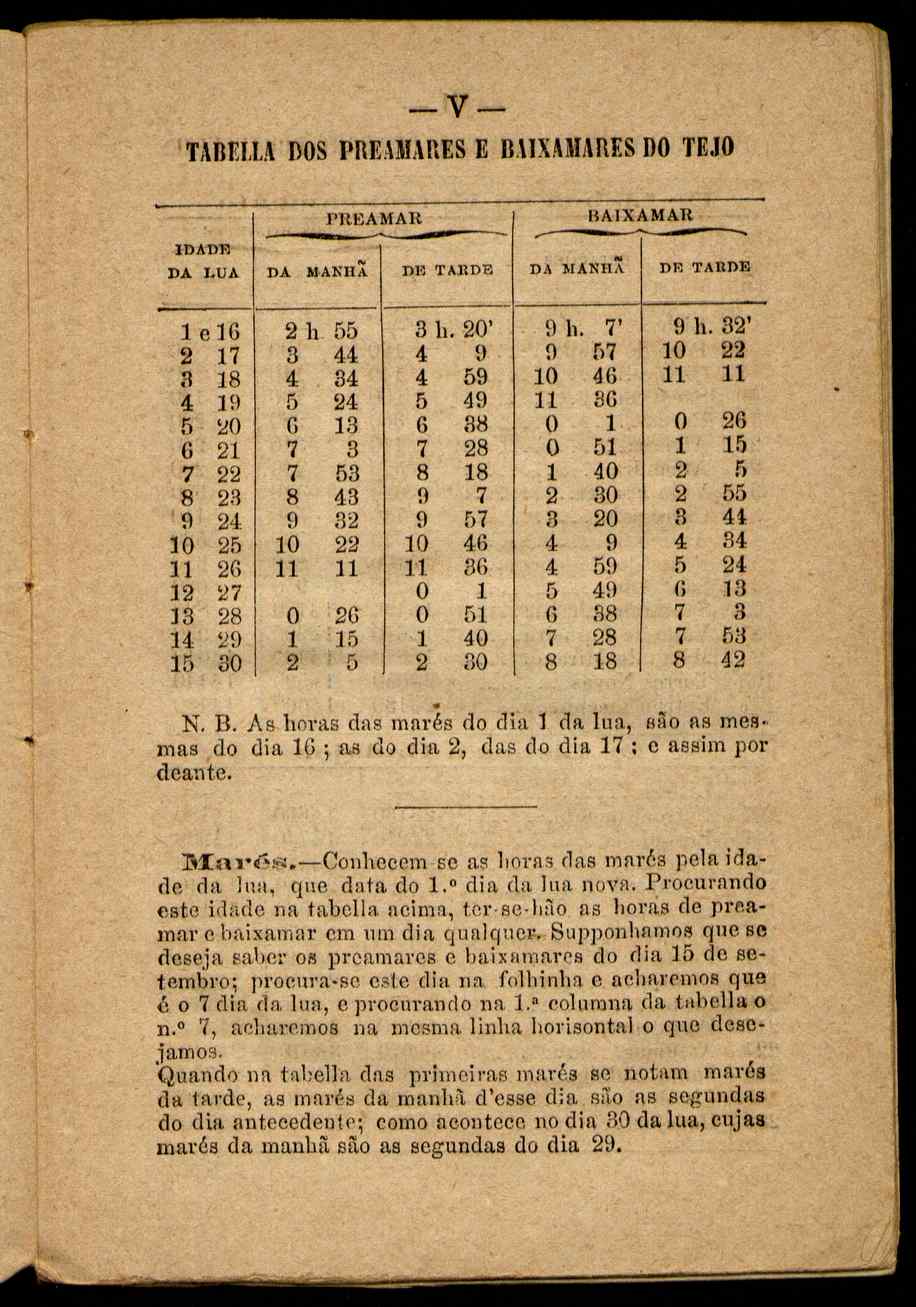 — V —
TABELLA DOS PREAMARES E BAIXAMARES DO TEJO
IDADE DA LUA PREAMAR BAIXAMAR
DA MANHÃ DE TARDE DA MANHÃ DE TARDE
1 e 16 2 h 55 3 h. 20' 9 h. 7' 9 h. 32'
2 17 3 44 4 9 9 57 10 22
3 18 4 34 4 59 10 46 11 11
4 19 5 24 5 49 11 36
5 20 6 13 6 38 0 1 0 26
6 21 7 3 7 28 0 51 1 15
7 22 7 53 8 18 1 40 2 5
8 23 8 43 9 7 2 30 2 55
9 24 9 32 9 57 3 20 3 44
10 25 10 22 10 46 4 9 4 34
11 26 11 11 11 36 4 59 5 24
12 27 0 1 5 49 6 13
13 28 0 26 0 51 6 38 7 3
14 29 1 15 1 40 7 28 7 53
15 30 2 5 2 30 8 18 8 42
N. B. As horas das marés do dia 1 da lua, são as mes-
mas do dia 16 ; as do dia 2, das do dia 17 ; e assim por
deante.
Marés.—Conhecem se as horas das marés pela ida-
de da lua, que data do 1.º dia da lua nova. Procurando
este idade na tabella acima, ter-se-hão as horas de prea-
mar e baixamar em um dia qualquer. Supponhamos que se
deseja saber os preamares e baixamares do dia 15 de se-
tembro; procura-se este dia na folhinha e acharemos que
é o 7 dia da lua, e procurando na 1.ª columna da tabella o
n.º 7, acharemos na mesma linha horisontal o que dese-
jamos.
Quando na tabella das primeiras marés se notam marés
da tarde, as marés da manhã d'esse dia são as segundas
do dia antecedente; como acontece no dia 30 da lua, cujas
marés da manhã são as segundas do dia 29.